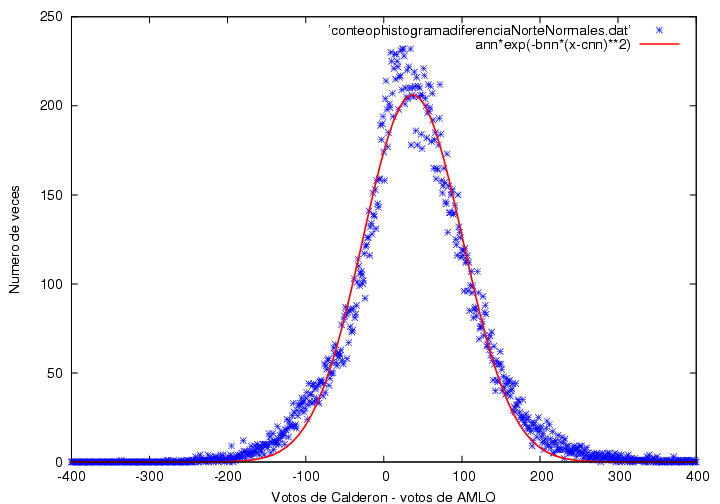 'conteophistogramadiferenciaNorteNormales.dat'
ann*exp(-bnn*(x-cnn)**2)
250
200
150
100
50
0
-400 -300 -200 -100 0 100 200 300 400
Numero de veces
Votos de Calderon - votos de AMLO